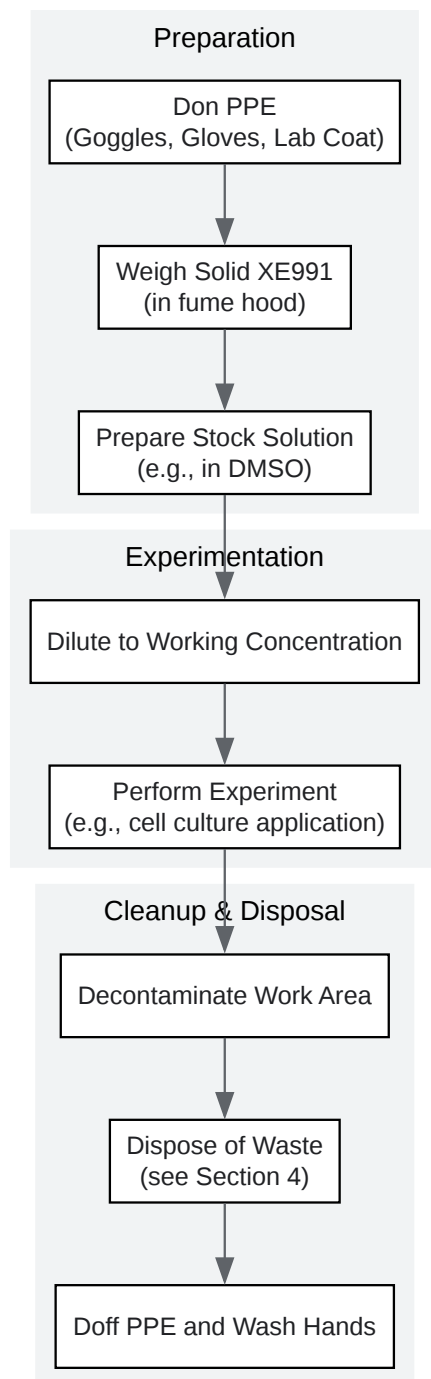 Preparation
Don PPE
(Goggles, Gloves, Lab Coat)
Weigh Solid XE991
(in fume hood)
Prepare Stock Solution
(e.g., in DMSO)
Experimentation
Dilute to Working Concentration
Perform Experiment
(e.g., cell culture application)
Cleanup & Disposal
Decontaminate Work Area
Dispose of Waste
(see Section 4)
Doff PPE and Wash Hands